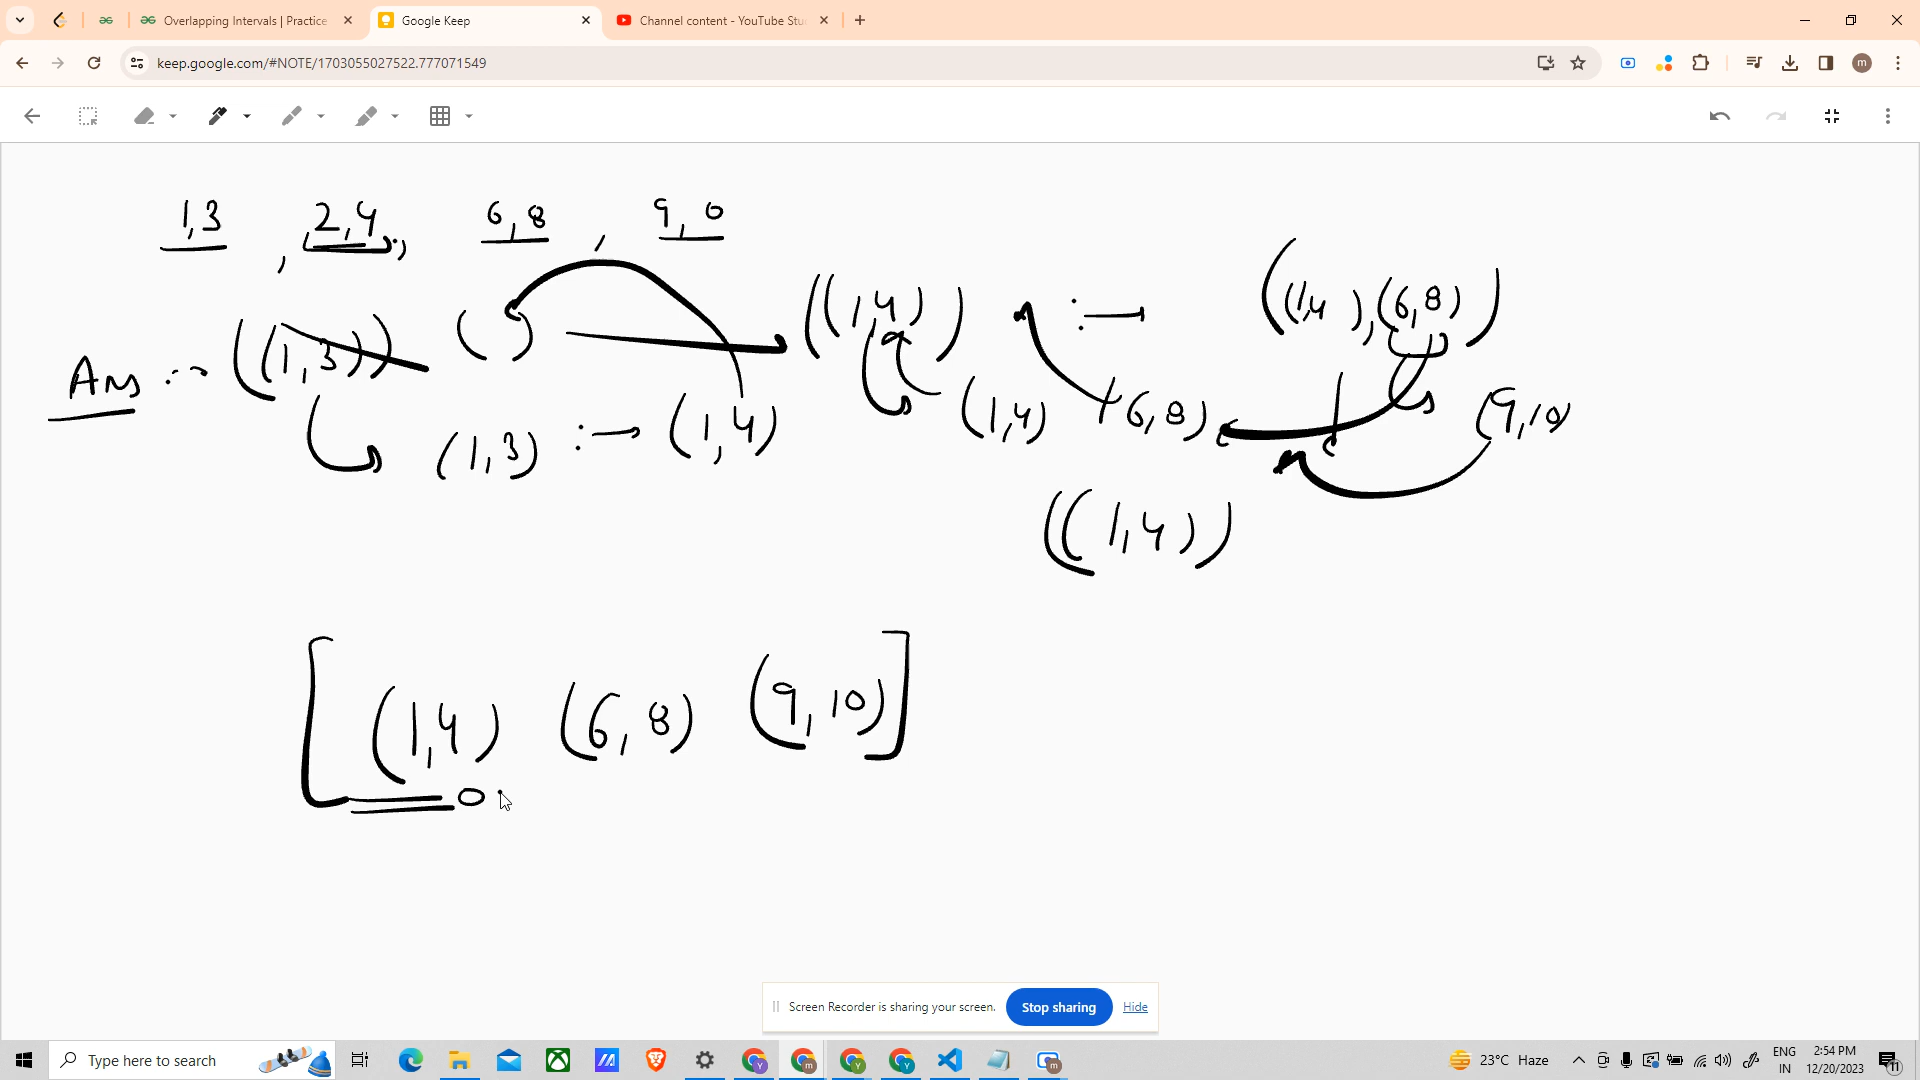 Overlapping Intervals | Practice
Google Keep
Channel content - YouTube Stu
keep.google.com/#NOTE/1703055027522.777071549
m
1,3 , (2,4), 6,8 , 9, 0
Ans :- ((1,3)) ( ) ((1,4)) :→ ((1,4),(6,8))
(1,3) :→ (1,4) (1,4) (6,8) (9,10)
((1,4))
[ (1,4) (6,8) (9,10) ]
0
Screen Recorder is sharing your screen. Stop sharing Hide
Type here to search
23°C Haze
ENG
IN
2:54 PM
12/20/2023
11